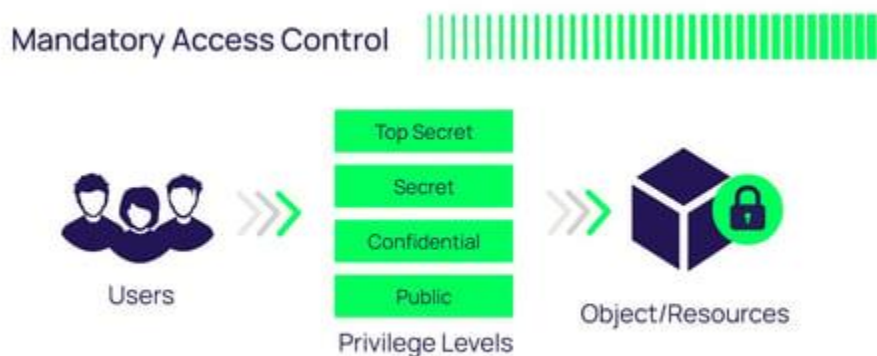 Mandatory Access Control
Top Secret
Secret
Confidential
Public
Users
Privilege Levels
Object/Resources